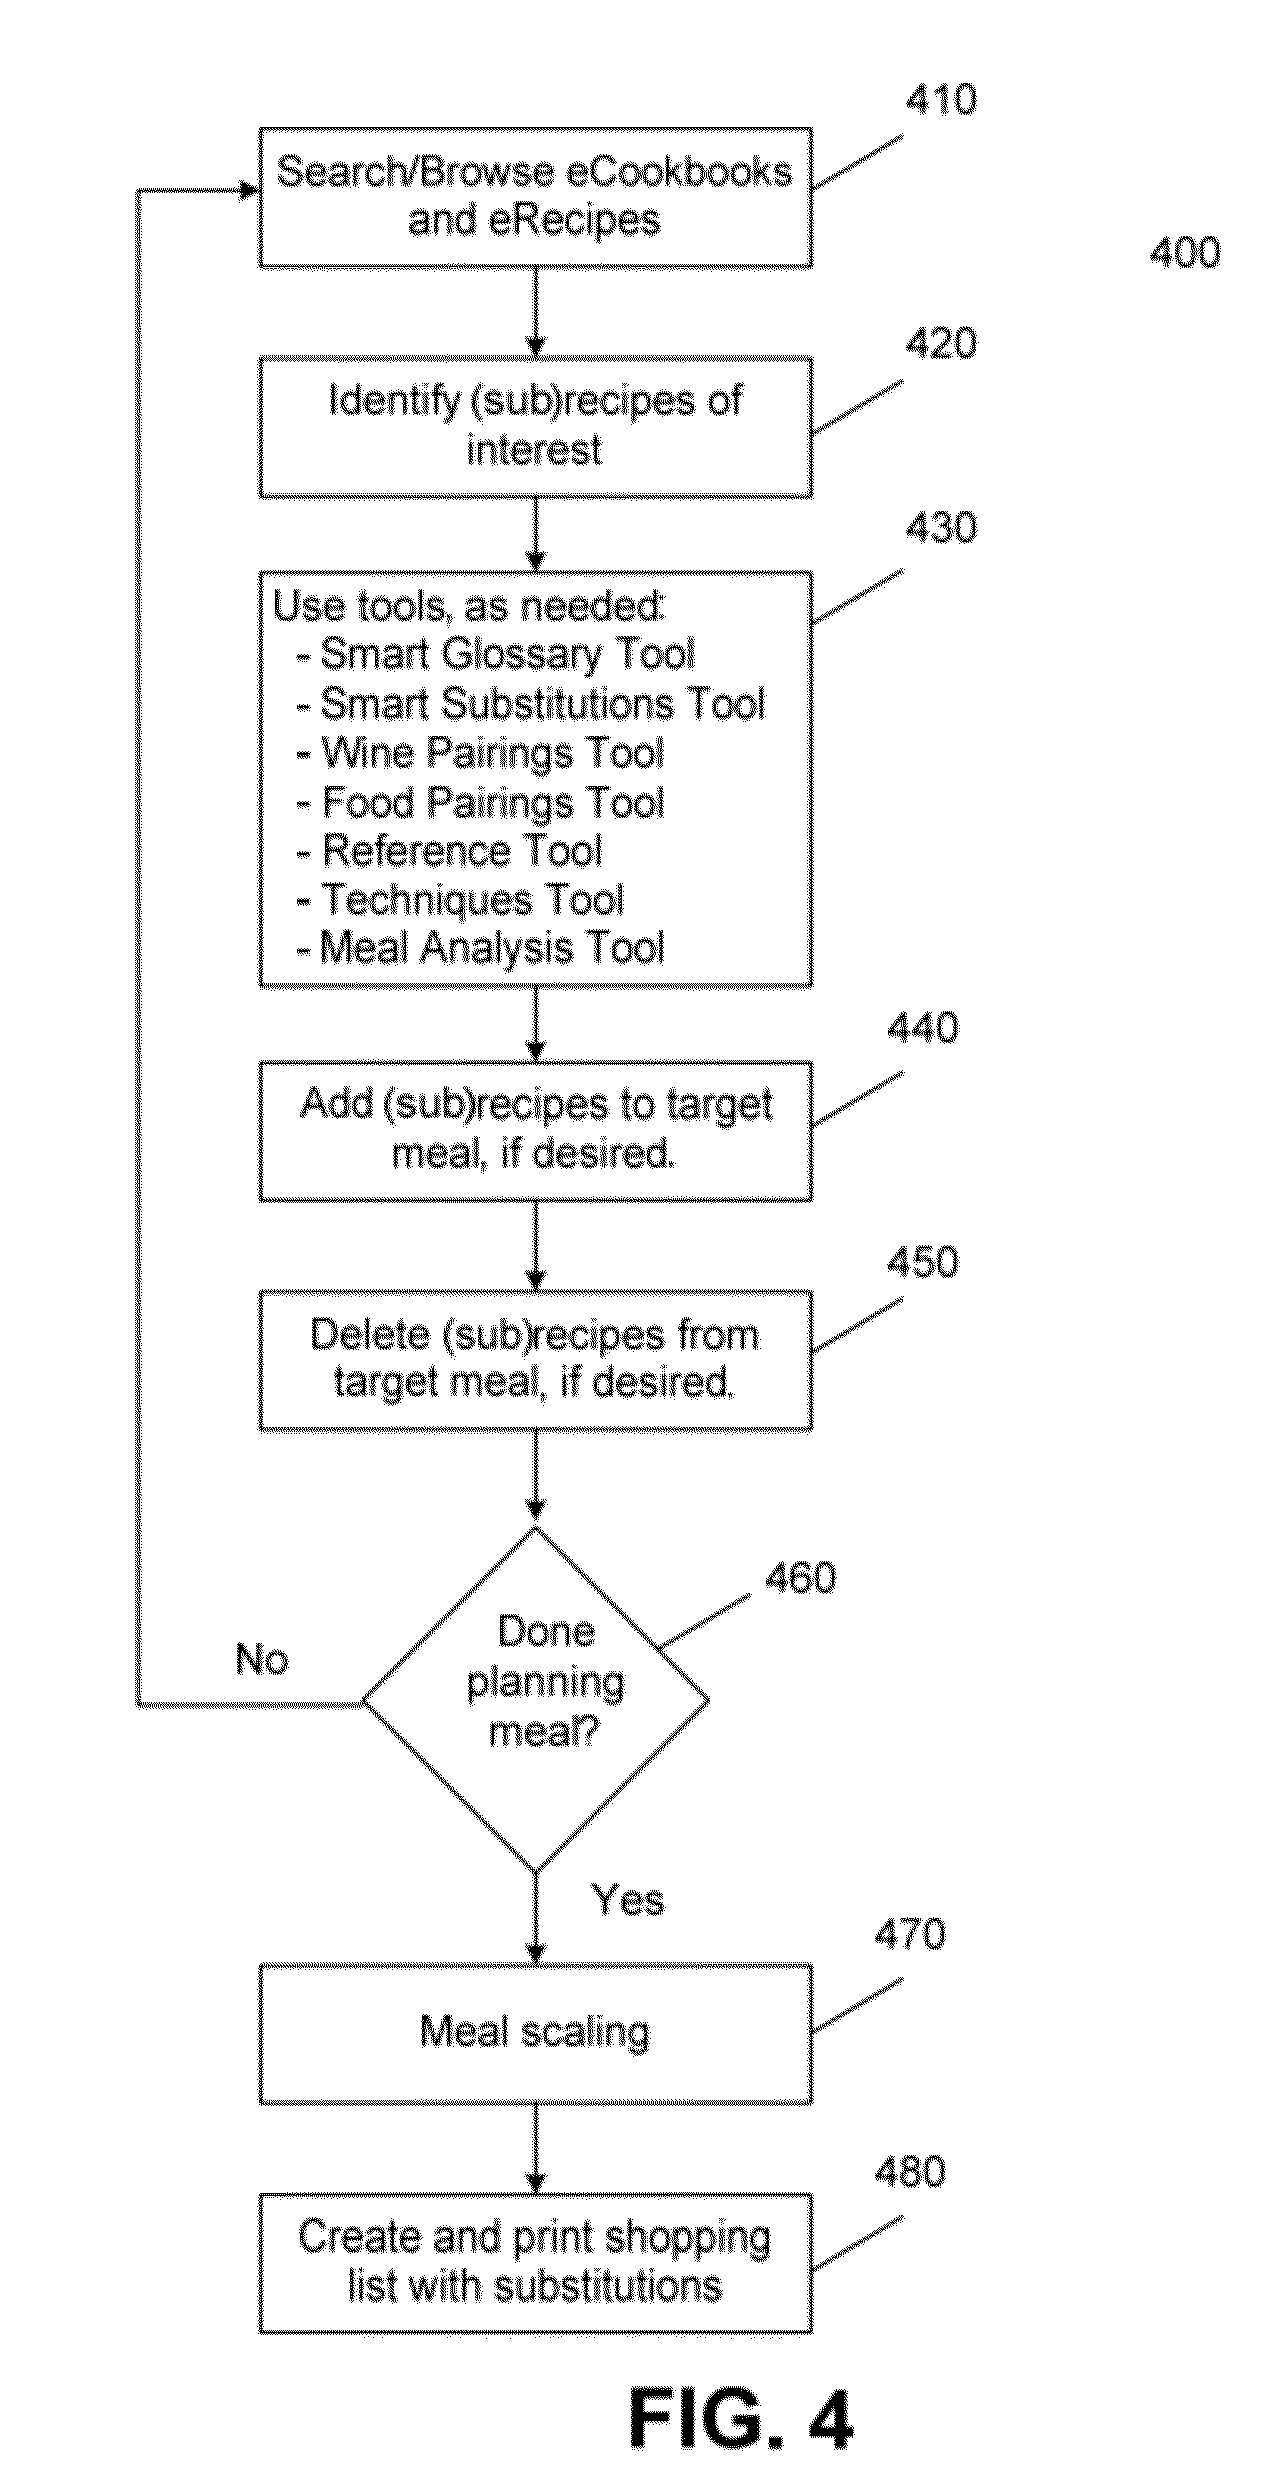 410
Search/Browse eCookbooks
and eRecipes
400
420
Identify (sub)recipes of
interest
430
Use tools, as needed:
- Smart Glossary Tool
- Smart Substitutions Tool
- Wine Pairings Tool
- Food Pairings Tool
- Reference Tool
- Techniques Tool
- Meal Analysis Tool
440
Add (sub)recipes to target
meal, if desired.
450
Delete (sub)recipes from
target meal, if desired.
460
Done
planning
meal?
No
Yes
470
Meal scaling
480
Create and print shopping
list with substitutions
FIG. 4